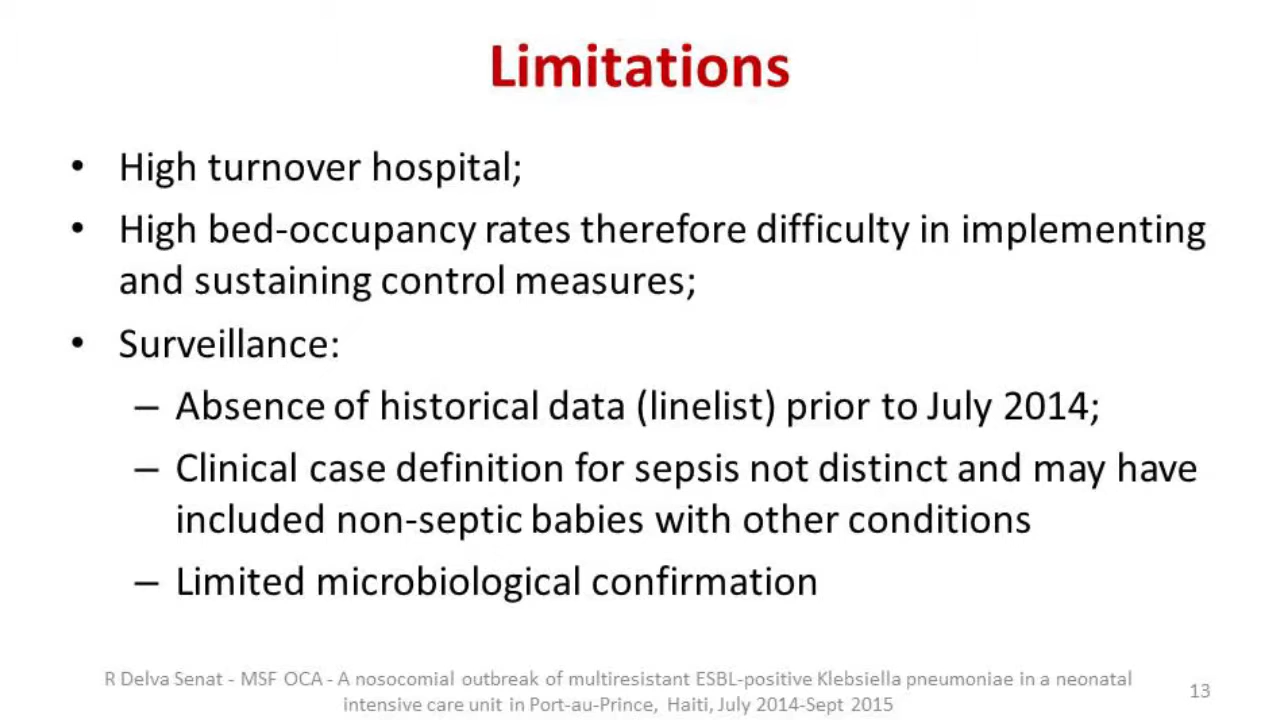 Limitations
• High turnover hospital;
• High bed-occupancy rates therefore difficulty in implementing
and sustaining control measures;
• Surveillance:
– Absence of historical data (linelist) prior to July 2014;
– Clinical case definition for sepsis not distinct and may have
included non-septic babies with other conditions
– Limited microbiological confirmation
R Delva Senat - MSF OCA - A nosocomial outbreak of multiresistant ESBL-positive Klebsiella pneumoniae in a neonatal
intensive care unit in Port-au-Prince, Haiti, July 2014-Sept 2015
13